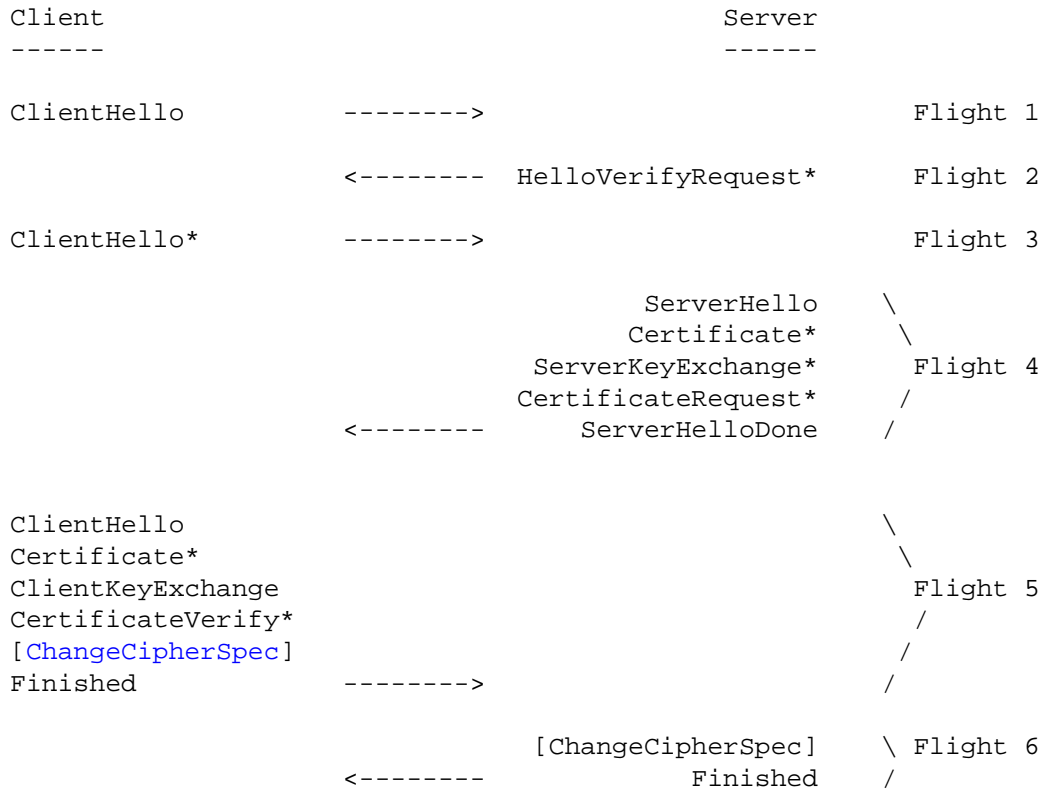 Client                                   Server
------                                   ------
ClientHello          -------->                           Flight 1
                     <--------  HelloVerifyRequest*      Flight 2
ClientHello*         -------->                           Flight 3
                                       ServerHello    \
                                      Certificate*     \
                                ServerKeyExchange*      Flight 4
                               CertificateRequest*     /
                     <--------      ServerHelloDone    /
ClientHello                                           \
Certificate*                                           \
ClientKeyExchange                                       Flight 5
CertificateVerify*                                      /
[ChangeCipherSpec]                                     /
Finished             -------->                         /
                                [ChangeCipherSpec]    \ Flight 6
                     <--------            Finished    /